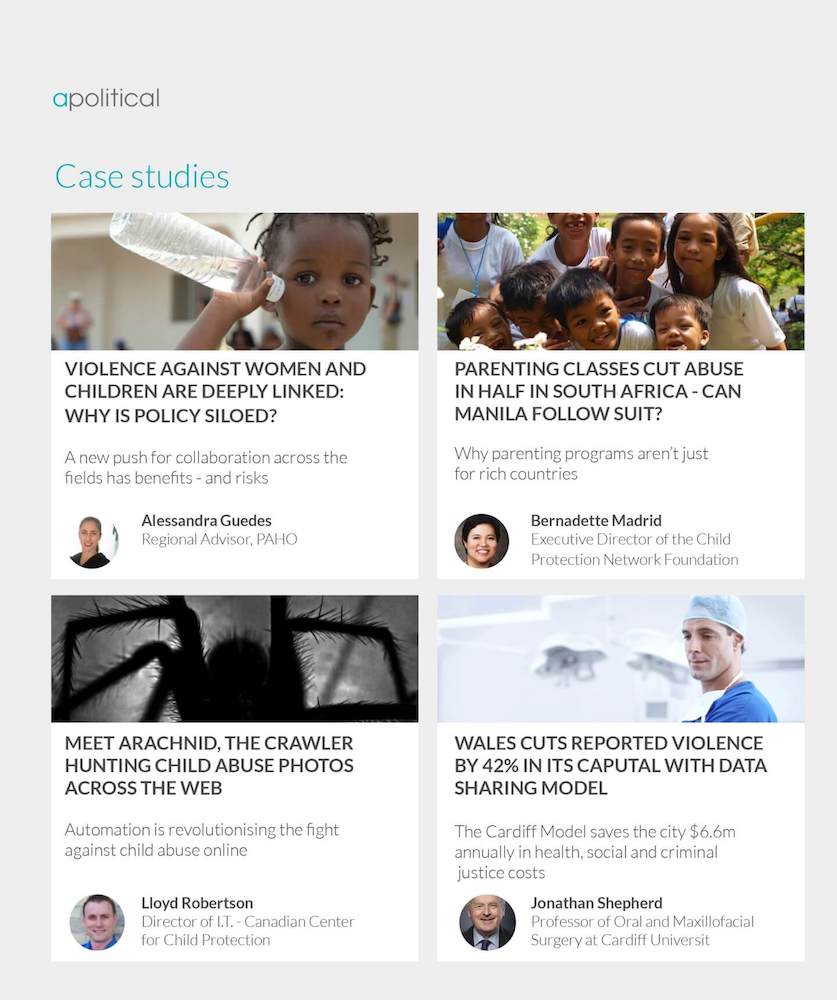 apolitical
Case studies
VIOLENCE AGAINST WOMEN AND
CHILDREN ARE DEEPLY LINKED:
WHY IS POLICY SILOED?
A new push for collaboration across the
fields has benefits - and risks
Alessandra Guedes
Regional Advisor, PAHO
PARENTING CLASSES CUT ABUSE
IN HALF IN SOUTH AFRICA - CAN
MANILA FOLLOW SUIT?
Why parenting programs aren't just
for rich countries
Bernadette Madrid
Executive Director of the Child
Protection Network Foundation
MEET ARACHNID, THE CRAWLER
HUNTING CHILD ABUSE PHOTOS
ACROSS THE WEB
Automation is revolutionising the fight
against child abuse online
Lloyd Robertson
Director of I.T. - Canadian Center
for Child Protection
WALES CUTS REPORTED VIOLENCE
BY 42% IN ITS CAPUTAL WITH DATA
SHARING MODEL
The Cardiff Model saves the city $6.6m
annually in health, social and criminal
justice costs
Jonathan Shepherd
Professor of Oral and Maxillofacial
Surgery at Cardiff Universit